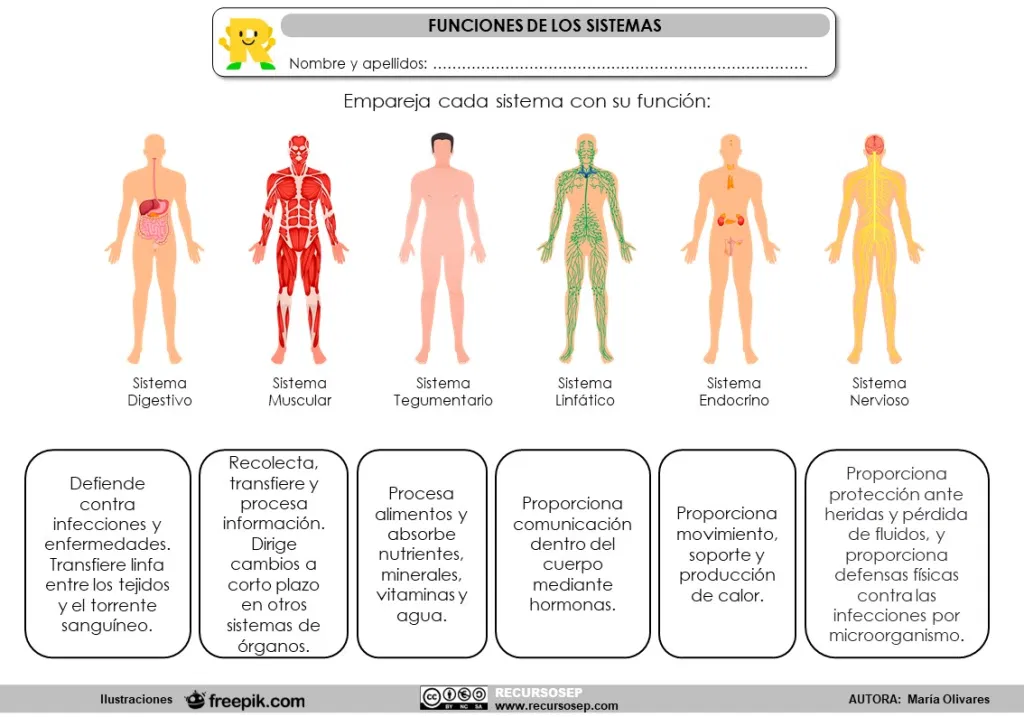 FUNCIONES DE LOS SISTEMAS
Nombre y apellidos: ................................................................................
Empareja cada sistema con su función:
Sistema
Digestivo
Sistema
Muscular
Sistema
Tegumentario
Sistema
Linfático
Sistema
Endocrino
Sistema
Nervioso
Defiende
contra
infecciones y
enfermedades.
Transfiere linfa
entre los tejidos
y el torrente
sanguíneo.
Recolecta,
transfiere y
procesa
información.
Dirige
cambios a
corto plazo
en otros
sistemas de
órganos.
Procesa
alimentos y
absorbe
nutrientes,
minerales,
vitaminas y
agua.
Proporciona
comunicación
dentro del
cuerpo
mediante
hormonas.
Proporciona
movimiento,
soporte y
producción
de calor.
Proporciona
protección ante
heridas y pérdida
de fluidos, y
proporciona
defensas físicas
contra las
infecciones por
microorganismo.
Ilustraciones freepik.com
cc BY NC SA
RECURSOSEP
www.recursosep.com
AUTORA: María Olivares